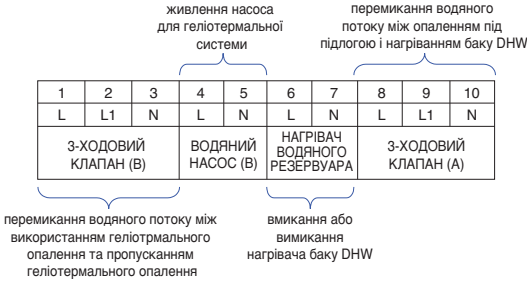 живлення насоса
для геліотермальної
системи
перемикання водяного
потоку між опаленням під
підлогою і нагріванням баку DHW
1 2 3 4 5 6 7 8 9 10
L L1 N L N L N L L1 N
3-ХОДОВИЙ
КЛАПАН (B)
ВОДЯНИЙ
НАСОС (B)
НАГРІВАЧ
ВОДЯНОГО
РЕЗЕРВУАРА
3-ХОДОВИЙ
КЛАПАН (A)
перемикання водяного потоку між
використанням геліотрмального
опалення та пропусканням
геліотермального опалення
вмикання або
вимикання
нагрівача баку DHW